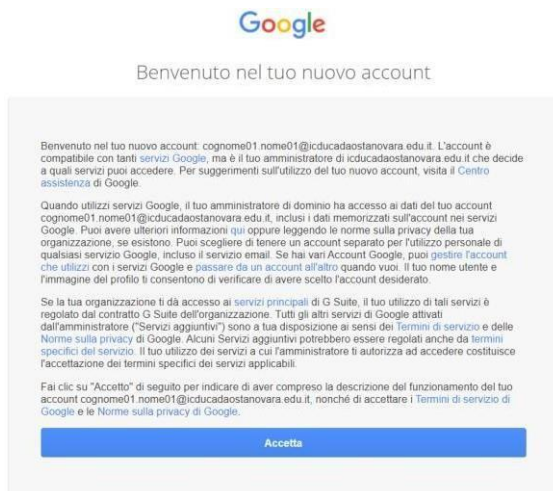 Google
Benvenuto nel tuo nuovo account
Benvenuto nel tuo nuovo account: cognome01.nome01@icducadaostanovara.edu.it. L'account è
compatibile con tanti servizi Google, ma è il tuo amministratore di icducadaostanovara.edu.it che decide
a quali servizi puoi accedere. Per suggerimenti sull'utilizzo del tuo nuovo account, visita il Centro
assistenza di Google.
Quando utilizzi servizi Google, il tuo amministratore di dominio ha accesso ai dati del tuo account
cognome01.nome01@icducadaostanovara.edu.it, inclusi i dati memorizzati sull'account nei servizi
Google. Puoi avere ulteriori informazioni qui oppure leggendo le norme sulla privacy della tua
organizzazione, se esistono. Puoi scegliere di tenere un account separato per l'utilizzo personale di
qualsiasi servizio Google, incluso il servizio email. Se hai vari Account Google, puoi gestire l'account
che utilizzi con i servizi Google e passare da un account all'altro quando vuoi. Il tuo nome utente e
l'immagine del profilo ti consentono di verificare di avere scelto l'account desiderato.
Se la tua organizzazione ti dà accesso ai servizi principali di G Suite, il tuo utilizzo di tali servizi è
regolato dal contratto G Suite dell'organizzazione. Tutti gli altri servizi di Google attivati
dall'amministratore ("Servizi aggiuntivi") sono a tua disposizione ai sensi dei Termini di servizio e delle
Norme sulla privacy di Google. Alcuni Servizi aggiuntivi potrebbero essere regolati anche da termini
specifici del servizio. Il tuo utilizzo dei servizi a cui l'amministratore ti autorizza ad accedere costituisce
l'accettazione dei termini specifici dei servizi applicabili.
Fai clic su "Accetto" di seguito per indicare di aver compreso la descrizione del funzionamento del tuo
account cognome01.nome01@icducadaostanovara.edu.it, nonché di accettare i Termini di servizio di
Google e le Norme sulla privacy di Google.
Accetta